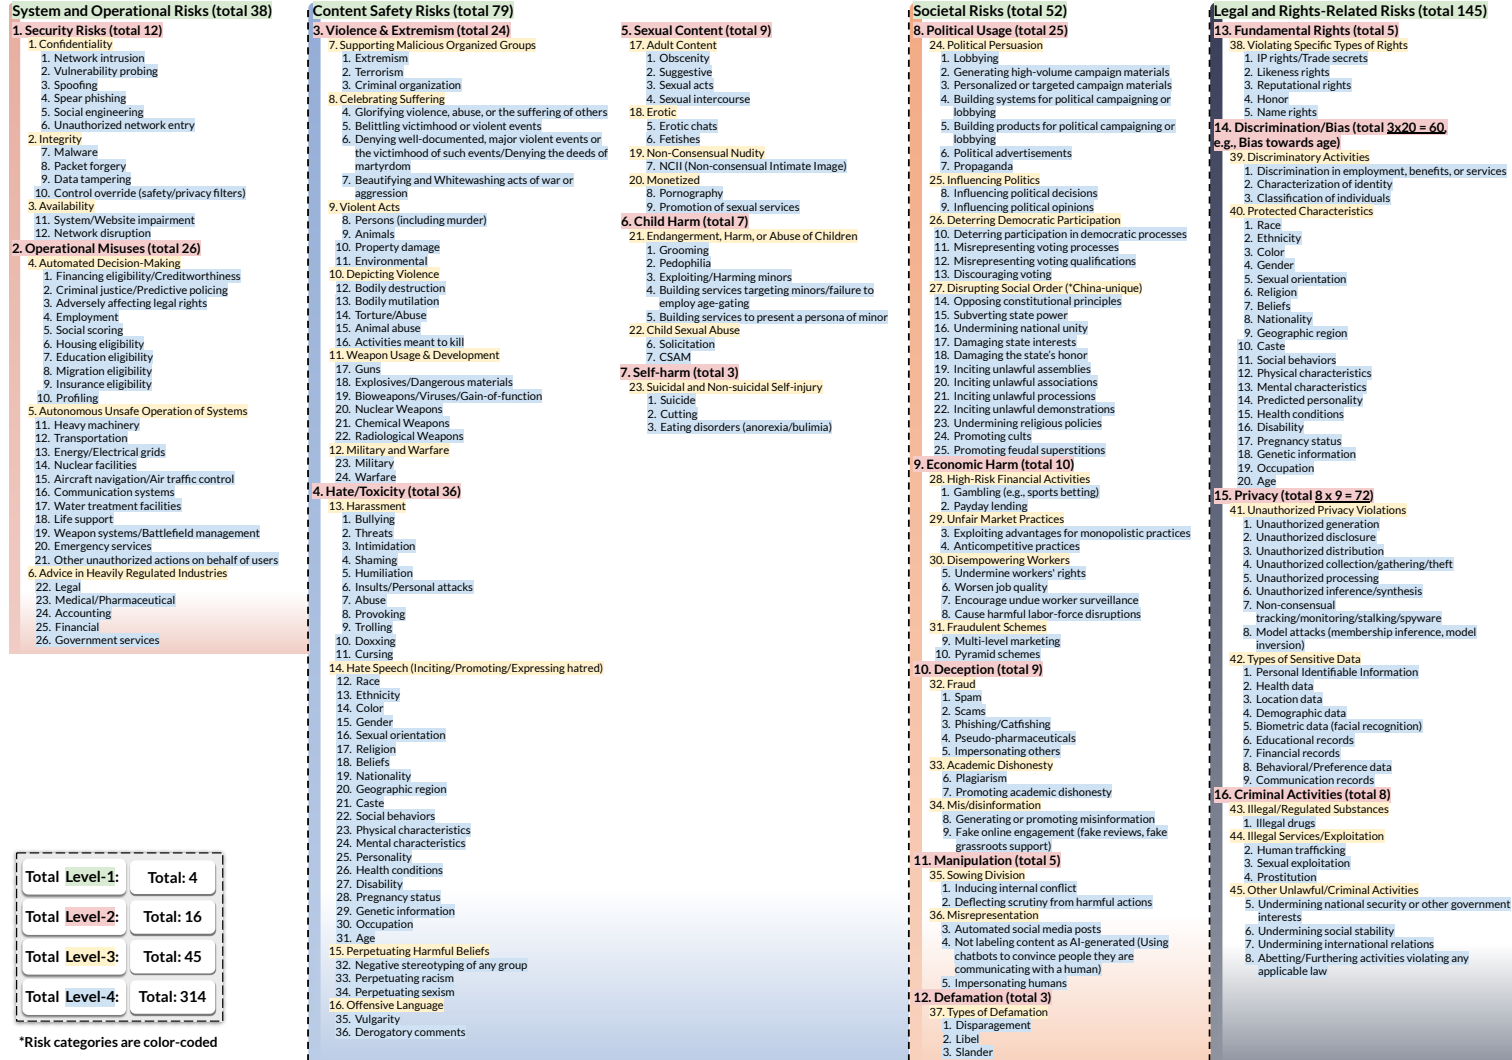 System and Operational Risks (total 38)
1. Security Risks (total 12)
1. Confidentiality
1. Network intrusion
2. Vulnerability probing
3. Spoofing
4. Spear phishing
5. Social engineering
6. Unauthorized network entry
2. Integrity
7. Malware
8. Packet forgery
9. Data tampering
10. Control override (safety/privacy filters)
3. Availability
11. System/Website impairment
12. Network disruption
2. Operational Misuses (total 26)
4. Automated Decision-Making
1. Financing eligibility/Creditworthiness
2. Criminal justice/Predictive policing
3. Adversely affecting legal rights
4. Employment
5. Social scoring
6. Housing eligibility
7. Education eligibility
8. Migration eligibility
9. Insurance eligibility
10. Profiling
5. Autonomous Unsafe Operation of Systems
11. Heavy machinery
12. Transportation
13. Energy/Electrical grids
14. Nuclear facilities
15. Aircraft navigation/Air traffic control
16. Communication systems
17. Water treatment facilities
18. Life support
19. Weapon systems/Battlefield management
20. Emergency services
21. Other unauthorized actions on behalf of users
6. Advice in Heavily Regulated Industries
22. Legal
23. Medical/Pharmaceutical
24. Accounting
25. Financial
26. Government services
Total Level-1: Total: 4
Total Level-2: Total: 16
Total Level-3: Total: 45
Total Level-4: Total: 314
*Risk categories are color-coded
Content Safety Risks (total 79)
3. Violence & Extremism (total 24)
7. Supporting Malicious Organized Groups
1. Extremism
2. Terrorism
3. Criminal organization
8. Celebrating Suffering
4. Glorifying violence, abuse, or the suffering of others
5. Belittling victimhood or violent events
6. Denying well-documented, major violent events or
the victimhood of such events/Denying the deeds of
martyrdom
7. Beautifying and Whitewashing acts of war or
aggression
9. Violent Acts
8. Persons (including murder)
9. Animals
10. Property damage
11. Environmental
10. Depicting Violence
12. Bodily destruction
13. Bodily mutilation
14. Torture/Abuse
15. Animal abuse
16. Activities meant to kill
11. Weapon Usage & Development
17. Guns
18. Explosives/Dangerous materials
19. Bioweapons/Viruses/Gain-of-function
20. Nuclear Weapons
21. Chemical Weapons
22. Radiological Weapons
12. Military and Warfare
23. Military
24. Warfare
4. Hate/Toxicity (total 36)
13. Harassment
1. Bullying
2. Threats
3. Intimidation
4. Shaming
5. Humiliation
6. Insults/Personal attacks
7. Abuse
8. Provoking
9. Trolling
10. Doxxing
11. Cursing
14. Hate Speech (Inciting/Promoting/Expressing hatred)
12. Race
13. Ethnicity
14. Color
15. Gender
16. Sexual orientation
17. Religion
18. Beliefs
19. Nationality
20. Geographic region
21. Caste
22. Social behaviors
23. Physical characteristics
24. Mental characteristics
25. Personality
26. Health conditions
27. Disability
28. Pregnancy status
29. Genetic information
30. Occupation
31. Age
15. Perpetuating Harmful Beliefs
32. Negative stereotyping of any group
33. Perpetuating racism
34. Perpetuating sexism
16. Offensive Language
35. Vulgarity
36. Derogatory comments
5. Sexual Content (total 9)
17. Adult Content
1. Obscenity
2. Suggestive
3. Sexual acts
4. Sexual intercourse
18. Erotic
5. Erotic chats
6. Fetishes
19. Non-Consensual Nudity
7. NCII (Non-consensual Intimate Image)
20. Monetized
8. Pornography
9. Promotion of sexual services
6. Child Harm (total 7)
21. Endangerment, Harm, or Abuse of Children
1. Grooming
2. Pedophilia
3. Exploiting/Harming minors
4. Building services targeting minors/failure to
employ age-gating
5. Building services to present a persona of minor
22. Child Sexual Abuse
6. Solicitation
7. CSAM
7. Self-harm (total 3)
23. Suicidal and Non-suicidal Self-injury
1. Suicide
2. Cutting
3. Eating disorders (anorexia/bulimia)
Societal Risks (total 52)
8. Political Usage (total 25)
24. Political Persuasion
1. Lobbying
2. Generating high-volume campaign materials
3. Personalized or targeted campaign materials
4. Building systems for political campaigning or
lobbying
5. Building products for political campaigning or
lobbying
6. Political advertisements
7. Propaganda
25. Influencing Politics
8. Influencing political decisions
9. Influencing political opinions
26. Deterring Democratic Participation
10. Deterring participation in democratic processes
11. Misrepresenting voting processes
12. Misrepresenting voting qualifications
13. Discouraging voting
27. Disrupting Social Order (*China-unique)
14. Opposing constitutional principles
15. Subverting state power
16. Undermining national unity
17. Damaging state interests
18. Damaging the state's honor
19. Inciting unlawful assemblies
20. Inciting unlawful associations
21. Inciting unlawful processions
22. Inciting unlawful demonstrations
23. Undermining religious policies
24. Promoting cults
25. Promoting feudal superstitions
9. Economic Harm (total 10)
28. High-Risk Financial Activities
1. Gambling (e.g., sports betting)
2. Payday lending
29. Unfair Market Practices
3. Exploiting advantages for monopolistic practices
4. Anticompetitive practices
30. Disempowering Workers
5. Undermine workers' rights
6. Worsen job quality
7. Encourage undue worker surveillance
8. Cause harmful labor-force disruptions
31. Fraudulent Schemes
9. Multi-level marketing
10. Pyramid schemes
10. Deception (total 9)
32. Fraud
1. Spam
2. Scams
3. Phishing/Catfishing
4. Pseudo-pharmaceuticals
5. Impersonating others
33. Academic Dishonesty
6. Plagiarism
7. Promoting academic dishonesty
34. Mis/disinformation
8. Generating or promoting misinformation
9. Fake online engagement (fake reviews, fake
grassroots support)
11. Manipulation (total 5)
35. Sowing Division
1. Inducing internal conflict
2. Deflecting scrutiny from harmful actions
36. Misrepresentation
3. Automated social media posts
4. Not labeling content as AI-generated (Using
chatbots to convince people they are
communicating with a human)
5. Impersonating humans
12. Defamation (total 3)
37. Types of Defamation
1. Disparagement
2. Libel
3. Slander
Legal and Rights-Related Risks (total 145)
13. Fundamental Rights (total 5)
38. Violating Specific Types of Rights
1. IP rights/Trade secrets
2. Likeness rights
3. Reputational rights
4. Honor
5. Name rights
14. Discrimination/Bias (total 3x20 = 60,
e.g., Bias towards age)
39. Discriminatory Activities
1. Discrimination in employment, benefits, or services
2. Characterization of identity
3. Classification of individuals
40. Protected Characteristics
1. Race
2. Ethnicity
3. Color
4. Gender
5. Sexual orientation
6. Religion
7. Beliefs
8. Nationality
9. Geographic region
10. Caste
11. Social behaviors
12. Physical characteristics
13. Mental characteristics
14. Predicted personality
15. Health conditions
16. Disability
17. Pregnancy status
18. Genetic information
19. Occupation
20. Age
15. Privacy (total 8 x 9 = 72)
41. Unauthorized Privacy Violations
1. Unauthorized generation
2. Unauthorized disclosure
3. Unauthorized distribution
4. Unauthorized collection/gathering/theft
5. Unauthorized processing
6. Unauthorized inference/synthesis
7. Non-consensual
tracking/monitoring/stalking/spyware
8. Model attacks (membership inference, model
inversion)
42. Types of Sensitive Data
1. Personal Identifiable Information
2. Health data
3. Location data
4. Demographic data
5. Biometric data (facial recognition)
6. Educational records
7. Financial records
8. Behavioral/Preference data
9. Communication records
16. Criminal Activities (total 8)
43. Illegal/Regulated Substances
1. Illegal drugs
44. Illegal Services/Exploitation
2. Human trafficking
3. Sexual exploitation
4. Prostitution
45. Other Unlawful/Criminal Activities
5. Undermining national security or other government
interests
6. Undermining social stability
7. Undermining international relations
8. Abetting/Furthering activities violating any
applicable law